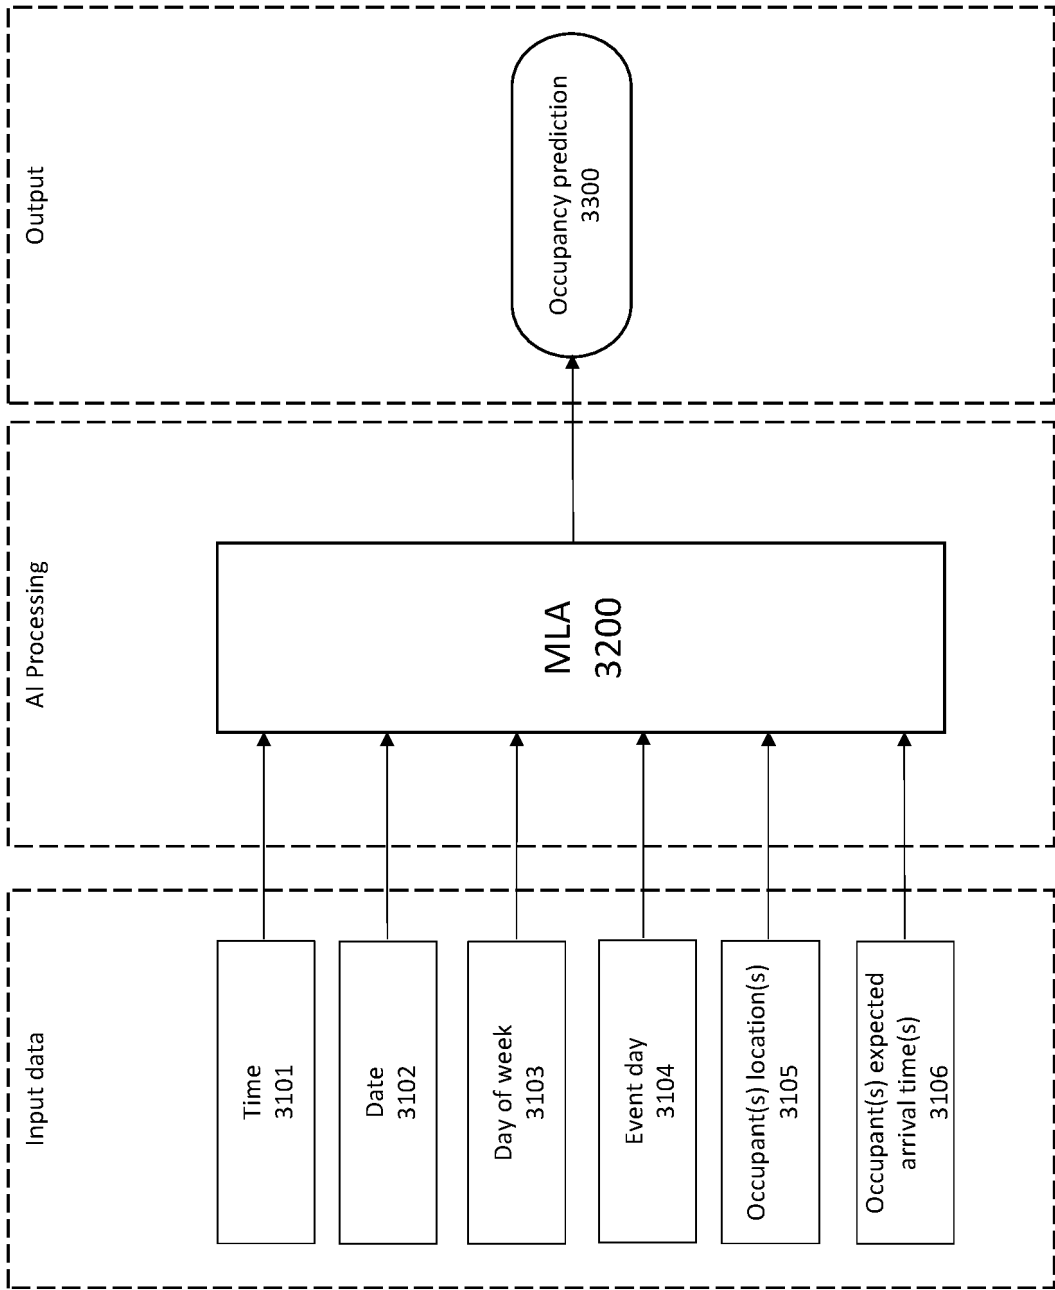 Input data
Time
3101
Date
3102
Day of week
3103
Event day
3104
Occupant(s) location(s)
3105
Occupant(s) expected
arrival time(s)
3106
AI Processing
MLA
3200
Output
Occupancy prediction
3300